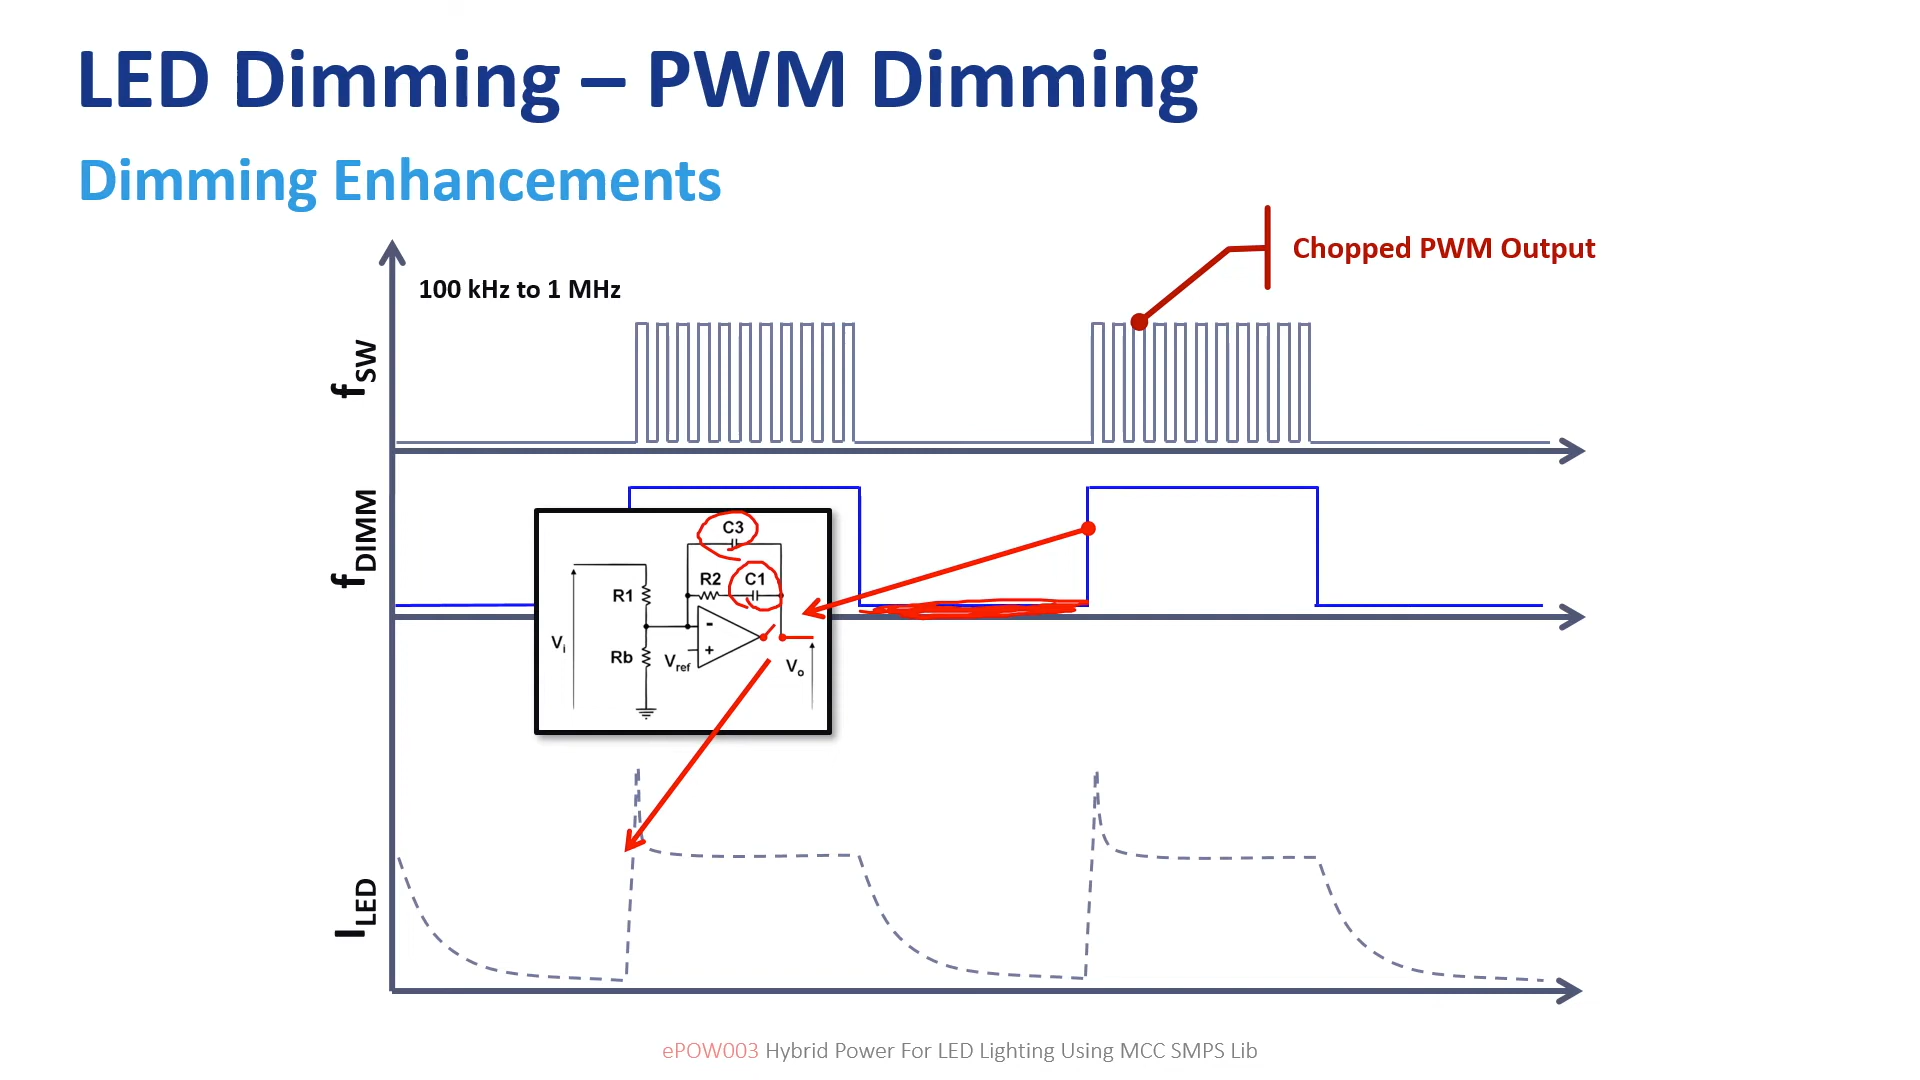 LED Dimming – PWM Dimming
Dimming Enhancements
Chopped PWM Output
100 kHz to 1 MHz
fSW
fDIMM
C3
R2 C1
R1
Vi
Rb Vref
- +
Vo
ILED
ePOW003 Hybrid Power For LED Lighting Using MCC SMPS Lib